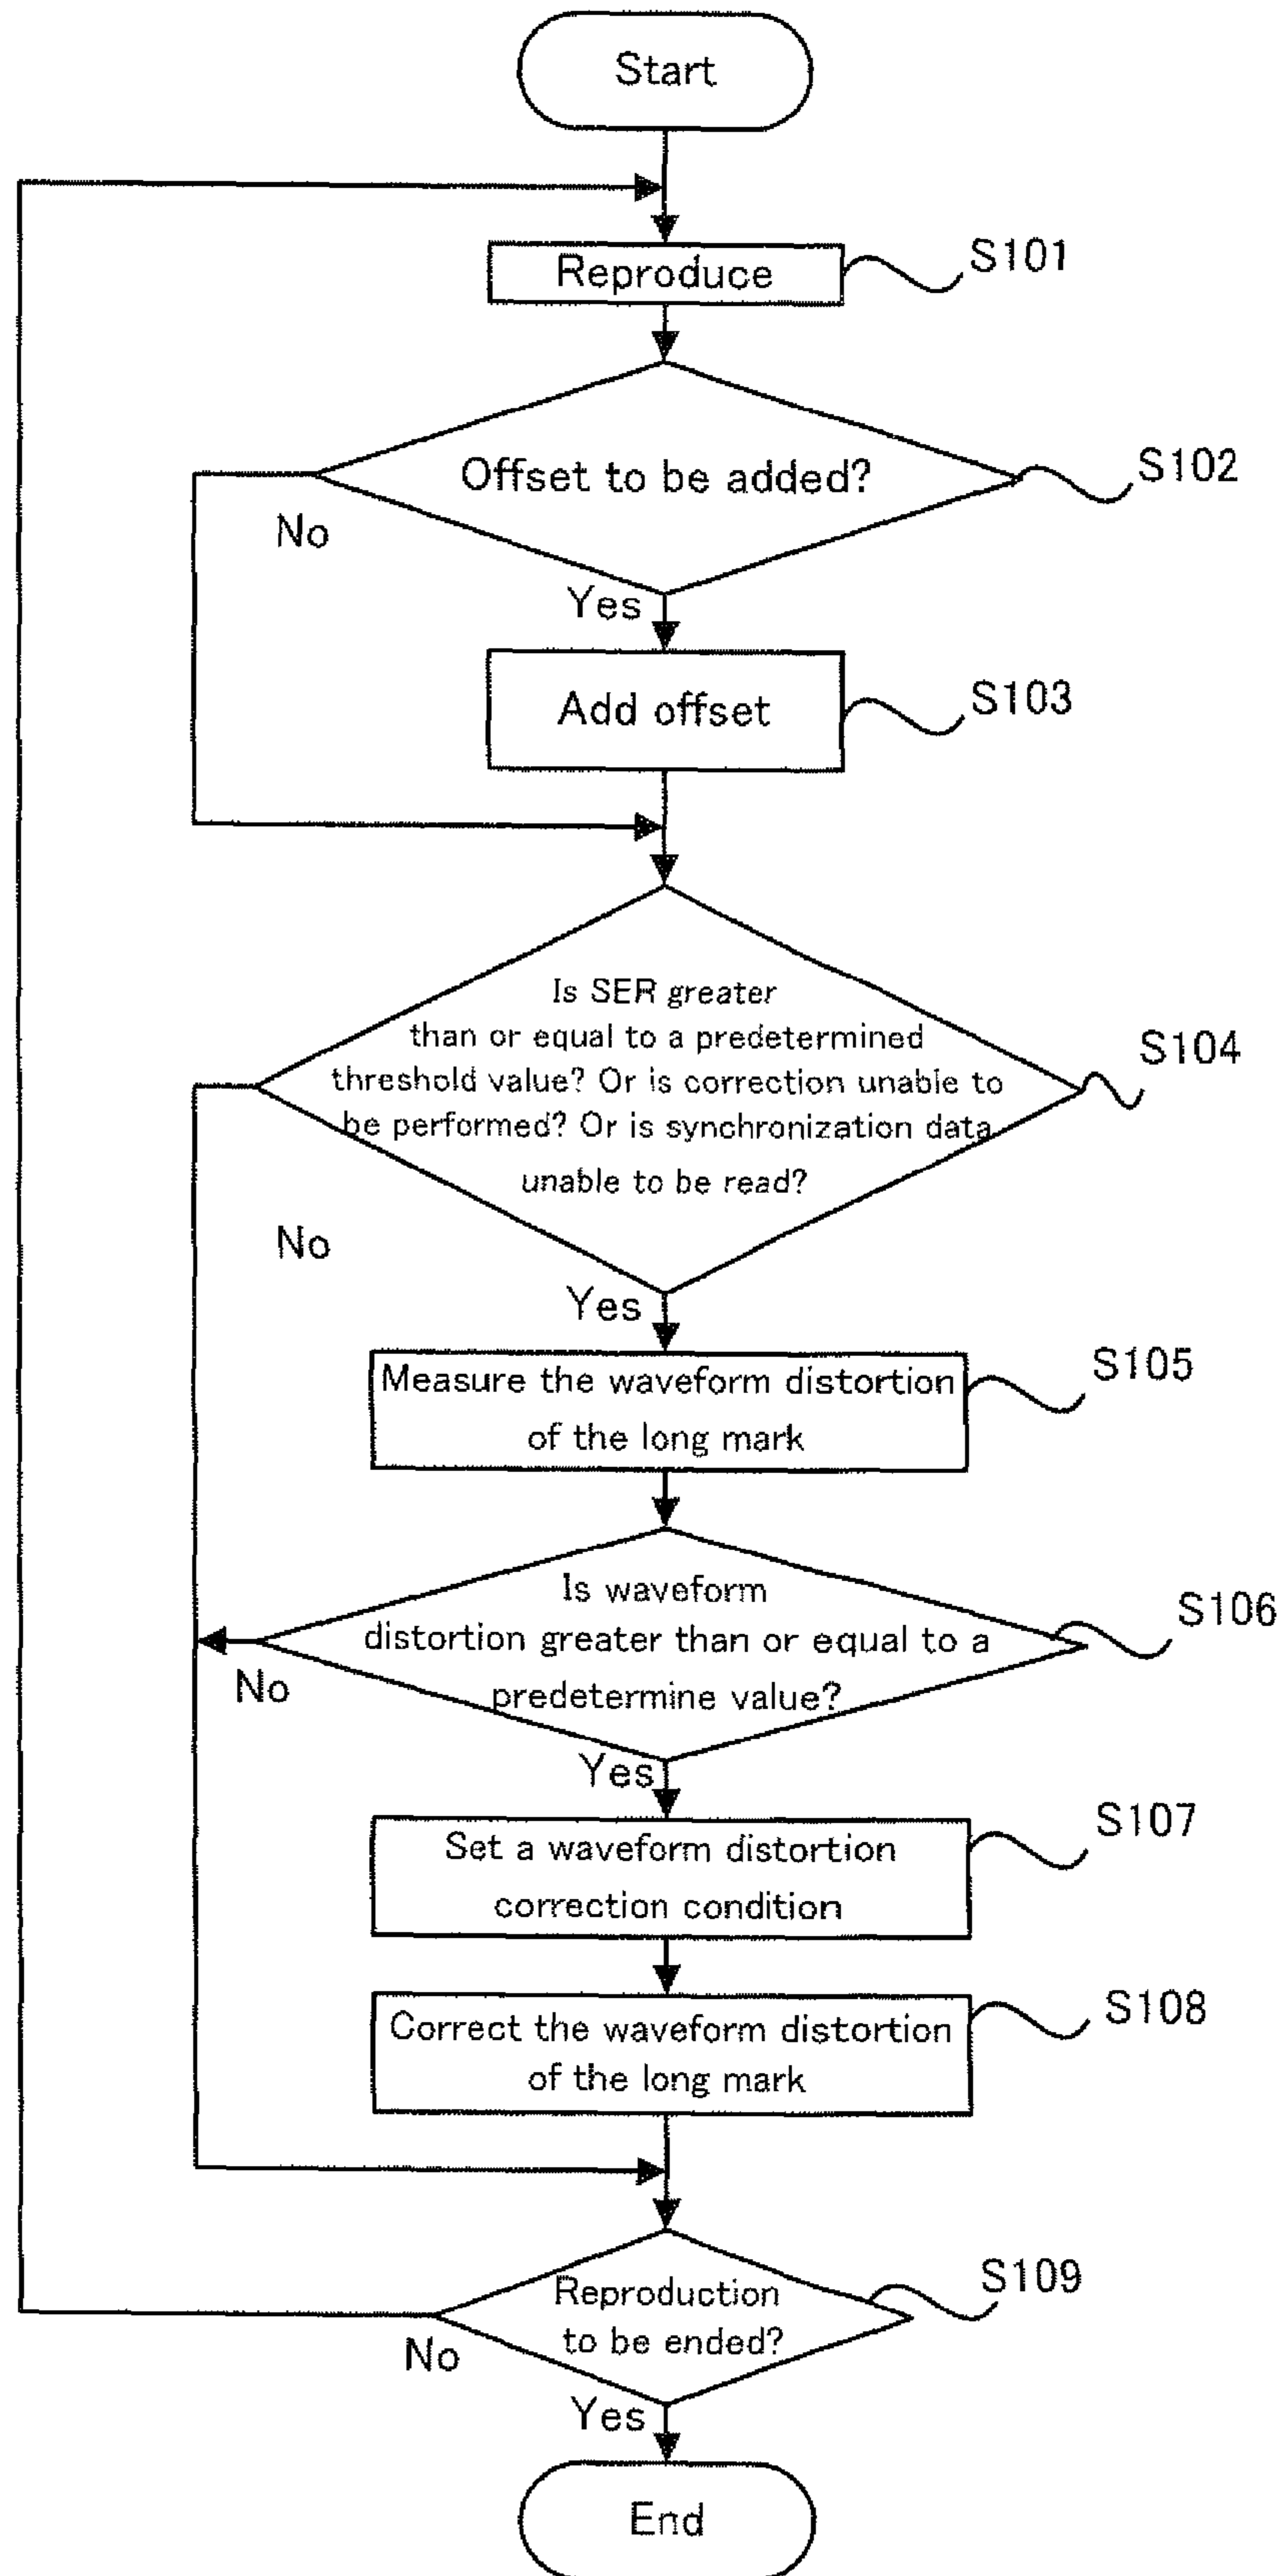 Start
Reproduce
S101
Offset to be added?
S102
No
Yes
Add offset
S103
Is SER greater
than or equal to a predetermined
threshold value? Or is correction unable to
be performed? Or is synchronization data
unable to be read?
S104
No
Yes
Measure the waveform distortion
of the long mark
S105
Is waveform
distortion greater than or equal to a
predetermine value?
S106
No
Yes
Set a waveform distortion
correction condition
S107
Correct the waveform distortion
of the long mark
S108
Reproduction
to be ended?
S109
No
Yes
End